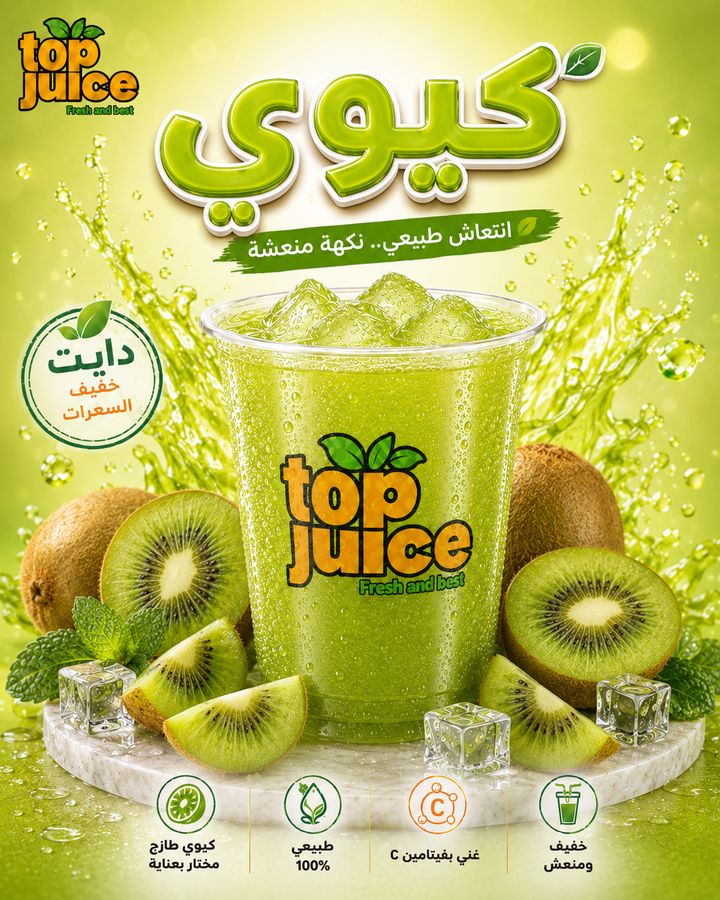 top
juice
Fresh and best
كيوي
انتعاش طبيعي.. نكهة منعشة
دايت
خفيف
السعرات
top
juice
Fresh and best
خفيف
ومنعش
غني بفيتامين C
طبيعي
100%
كيوي طازج
مختار بعناية